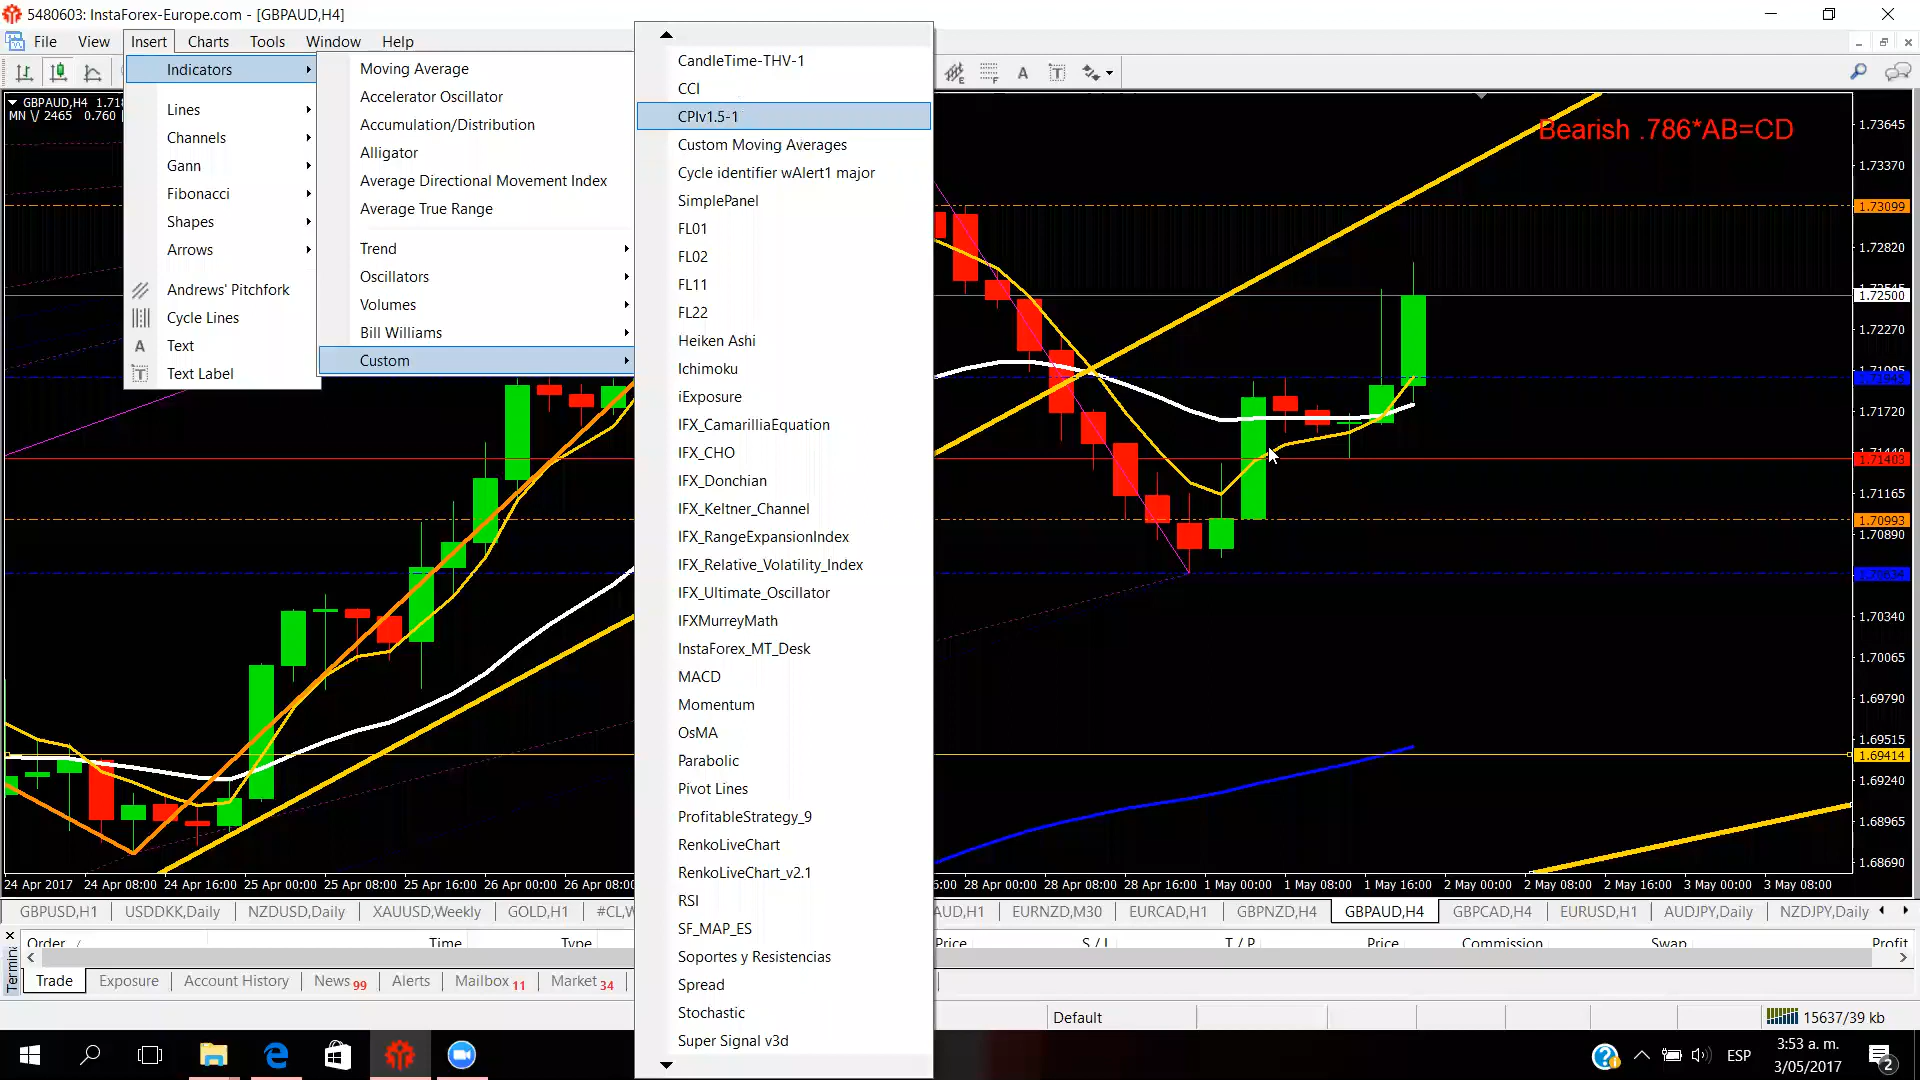 5480603: InstaForex-Europe.com - [GBPAUD,H4]
File View Insert Charts Tools Window Help
GBPAUD,H4 1.718
MN \/ 2465 0.760
Indicators
Lines
Channels
Gann
Fibonacci
Shapes
Arrows
Andrews' Pitchfork
Cycle Lines
Text
Text Label
Moving Average
Accelerator Oscillator
Accumulation/Distribution
Alligator
Average Directional Movement Index
Average True Range
Trend
Oscillators
Volumes
Bill Williams
Custom
CandleTime-THV-1
CCI
CPIv1.5-1
Custom Moving Averages
Cycle identifier wAlert1 major
SimplePanel
FL01
FL02
FL11
FL22
Heiken Ashi
Ichimoku
iExposure
IFX_CamarilliaEquation
IFX_CHO
IFX_Donchian
IFX_Keltner_Channel
IFX_RangeExpansionIndex
IFX_Relative_Volatility_Index
IFX_Ultimate_Oscillator
IFXMurreyMath
InstaForex_MT_Desk
MACD
Momentum
OsMA
Parabolic
Pivot Lines
ProfitableStrategy_9
RenkoLiveChart
RenkoLiveChart_v2.1
RSI
SF_MAP_ES
Soportes y Resistencias
Spread
Stochastic
Super Signal v3d
Bearish .786*AB=CD
1.73645
1.73370
1.73099
1.72820
1.72500
1.72270
1.71720
1.71165
1.70993
1.70890
1.70340
1.70065
1.69790
1.69515
1.69414
1.69240
1.68965
1.68690
24 Apr 2017 24 Apr 08:00 24 Apr 16:00 25 Apr 00:00 25 Apr 08:00 25 Apr 16:00 26 Apr 00:00 26 Apr 08:0 6:00 28 Apr 00:00 28 Apr 08:00 28 Apr 16:00 1 May 00:00 1 May 08:00 1 May 16:00 2 May 00:00 2 May 08:00 2 May 16:00 3 May 00:00 3 May 08:00
GBPUSD,H1 USDDKK,Daily NZDUSD,Daily XAUUSD,Weekly GOLD,H1 #CL,W AUD,H1 EURNZD,M30 EURCAD,H1 GBPNZD,H4 GBPAUD,H4 GBPCAD,H4 EURUSD,H1 AUDJPY,Daily NZDJPY,Daily
Order / Time Type Price S / L T / P Price Commission Swap Profit
Termin
Trade Exposure Account History News 99 Alerts Mailbox 11 Market 34
Default 15637/39 kb
ESP
3:53 a. m.
3/05/2017
2